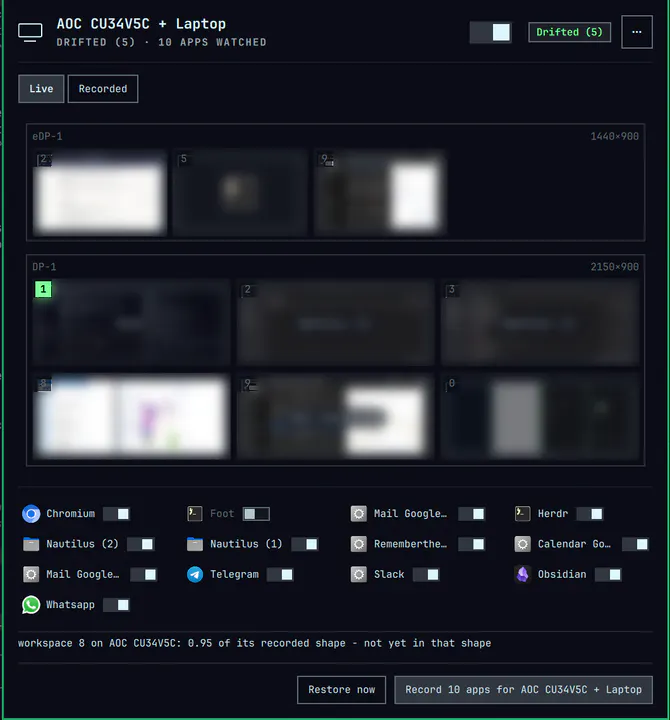 AOC CU34V5C + Laptop
DRIFTED (5) · 10 APPS WATCHED
Drifted (5)
Live Recorded
eDP-1 1440×900
2 5 9
DP-1 2150×900
1 2 3
8 9 0
Chromium Foot Mail Google… Herdr
Nautilus (2) Nautilus (1) Rememberthe… Calendar Go…
Mail Google… Telegram Slack Obsidian
Whatsapp
workspace 8 on AOC CU34V5C: 0.95 of its recorded shape - not yet in that shape
Restore now Record 10 apps for AOC CU34V5C + Laptop